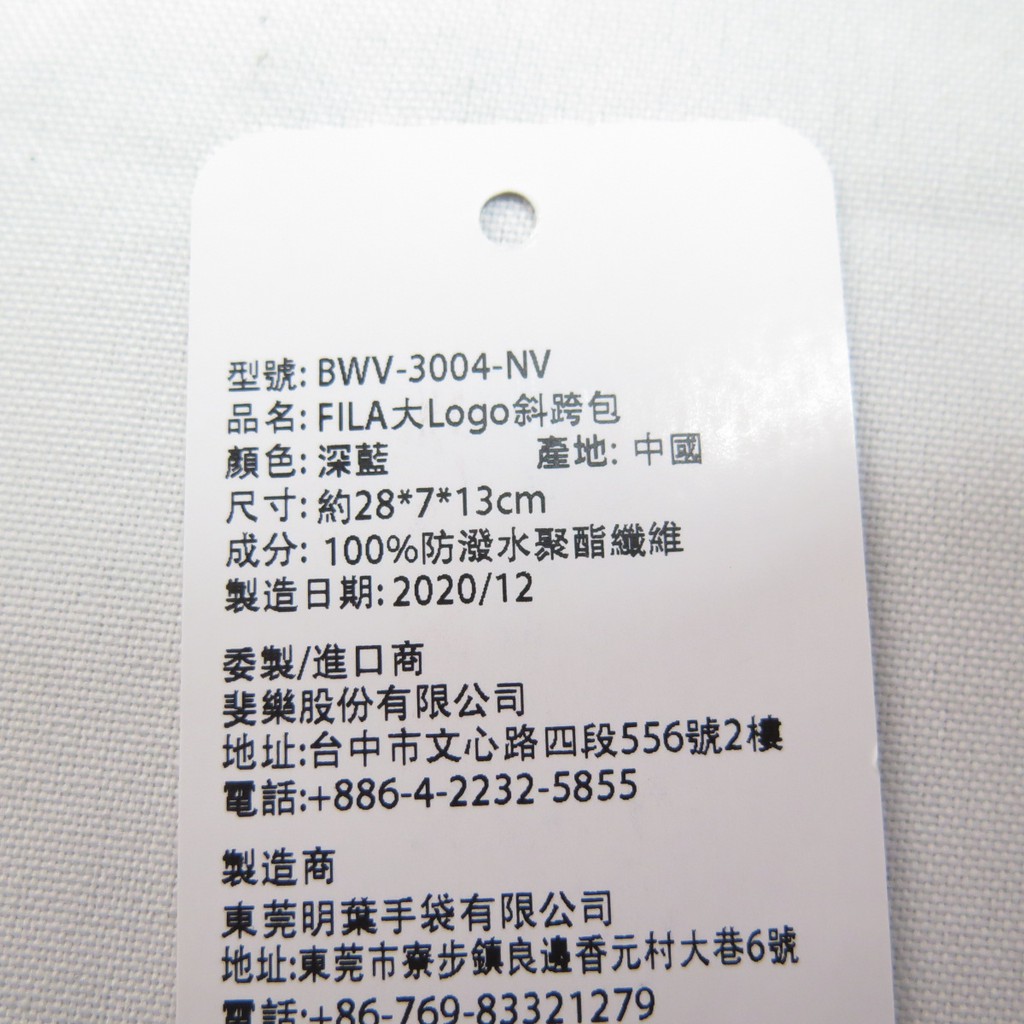 型號: BWV-3004-NV
品名: FILA大Logo斜跨包
顏色: 深藍 產地: 中國
尺寸: 約28*7*13cm
成分: 100%防潑水聚酯纖維
製造日期: 2020/12
委製/進口商
斐樂股份有限公司
地址:台中市文心路四段556號2樓
電話:+886-4-2232-5855
製造商
東莞明葉手袋有限公司
地址:東莞市寮步鎮良邊香元村大巷6號
電話:+86-769-83321279